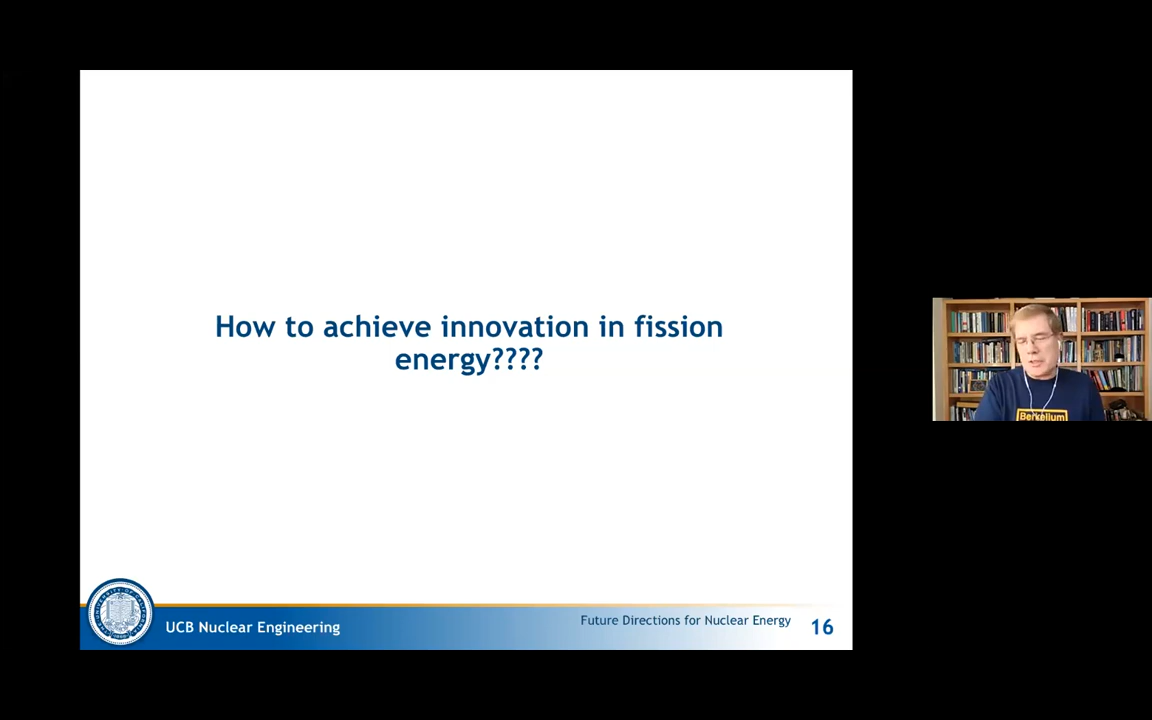 How to achieve innovation in fission
energy????
Berkelium
UCB Nuclear Engineering
Future Directions for Nuclear Energy
16